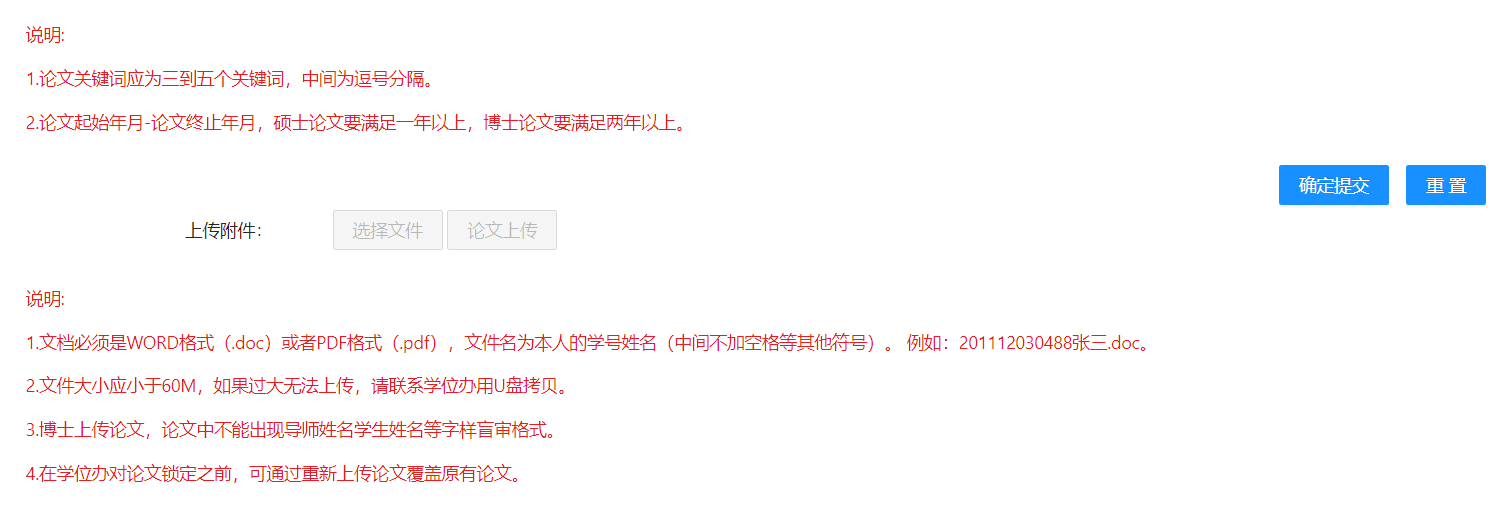 说明:
1.论文关键词应为三到五个关键词，中间为逗号分隔。
2.论文起始年月-论文终止年月，硕士论文要满足一年以上，博士论文要满足两年以上。
确定提交 重 置
上传附件： 选择文件 论文上传
说明:
1.文档必须是WORD格式（.doc）或者PDF格式（.pdf），文件名为本人的学号姓名（中间不加空格等其他符号）。 例如：201112030488张三.doc。
2.文件大小应小于60M，如果过大无法上传，请联系学位办用U盘拷贝。
3.博士上传论文，论文中不能出现导师姓名学生姓名等字样盲审格式。
4.在学位办对论文锁定之前，可通过重新上传论文覆盖原有论文。